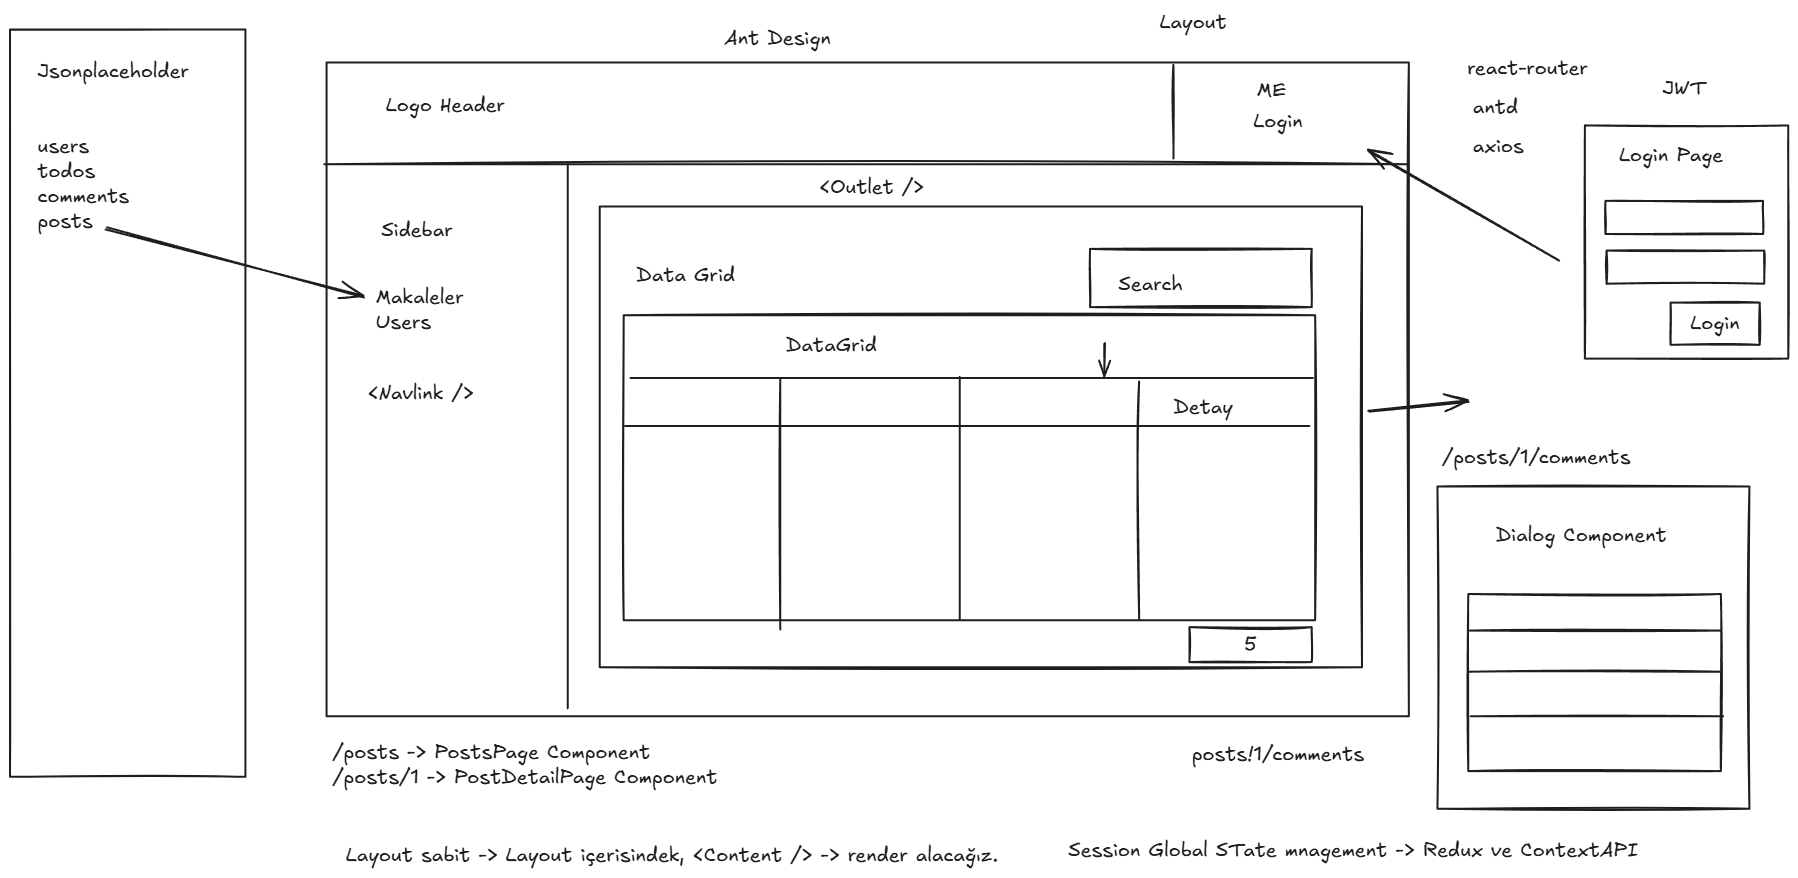 Jsonplaceholder
users
todos
comments
posts
Ant Design
Layout
Logo Header
ME
Login
<Outlet />
Sidebar
Makaleler
Users
<Navlink />
Data Grid
Search
DataGrid
Detay
5
react-router
antd
axios
JWT
Login Page
Login
/posts/1/comments
Dialog Component
/posts -> PostsPage Component
/posts/1 -> PostDetailPage Component
posts!1/comments
Layout sabit -> Layout içerisindek, <Content /> -> render alacağız.
Session Global STate mnagement -> Redux ve ContextAPI